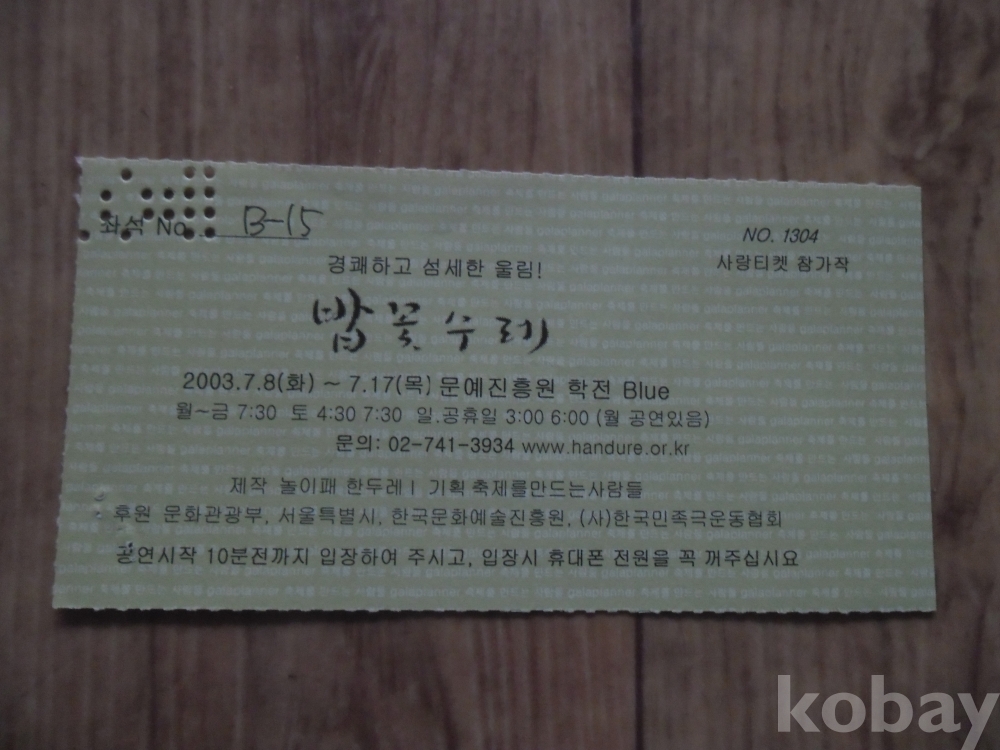 좌석 No. B-15
NO. 1304
사랑티켓 참가작
경쾌하고 섬세한 울림!
밥꽃수레
2003.7.8(화) ~ 7.17(목) 문예진흥원 학전 Blue
월~금 7:30 토 4:30 7:30 일.공휴일 3:00 6:00 (월 공연있음)
문의: 02-741-3934 www.handure.or.kr
제작 놀이패 한두레 | 기획 축제를만드는사람들
후원 문화관광부, 서울특별시, 한국문화예술진흥원, (사)한국민족극운동협회
공연시작 10분전까지 입장하여 주시고, 입장시 휴대폰 전원을 꼭 꺼주십시요
kobay